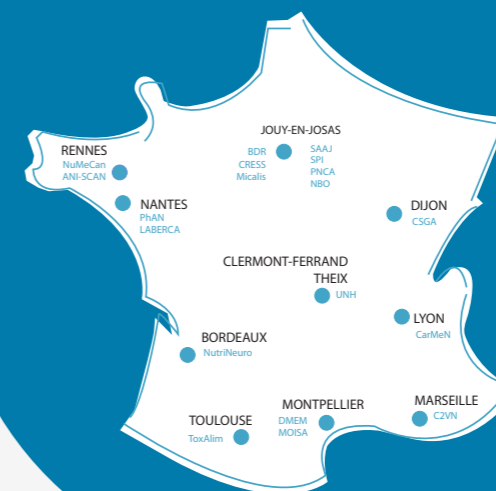 JOUY-EN-JOSAS
BDR
CRESS
Micalis
SAAJ
SPI
PNCA
NBO
RENNES
NuMeCan
ANI-SCAN
NANTES
PhAN
LABERCA
DIJON
CSGA
CLERMONT-FERRAND
THEIX
UNH
LYON
CarMeN
BORDEAUX
NutriNeuro
MONTPELLIER
DMEM
MOISA
MARSEILLE
C2VN
TOULOUSE
ToxAlim